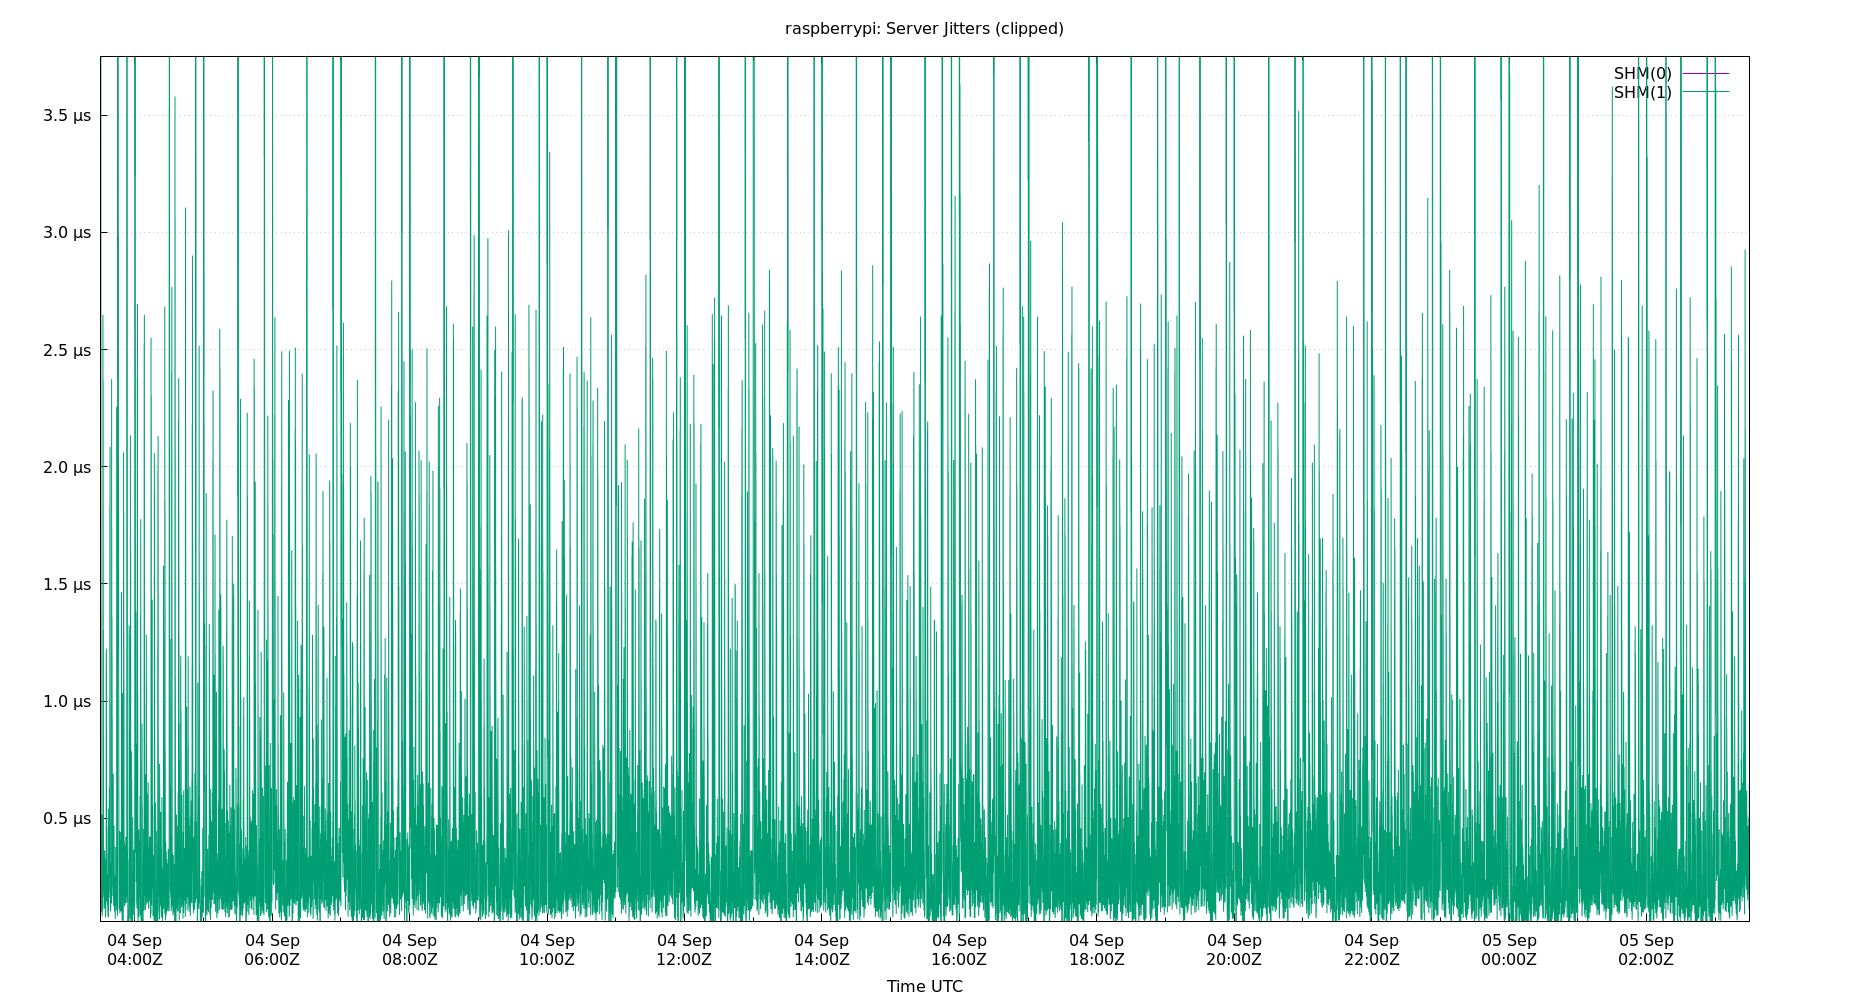 raspberrypi: Server Jitters (clipped)
SHM(0)
SHM(1)
3.5 µs
3.0 µs
2.5 µs
2.0 µs
1.5 µs
1.0 µs
0.5 µs
04 Sep 04 Sep 04 Sep 04 Sep 04 Sep 04 Sep 04 Sep 04 Sep 04 Sep 04 Sep 05 Sep 05 Sep
04:00Z 06:00Z 08:00Z 10:00Z 12:00Z 14:00Z 16:00Z 18:00Z 20:00Z 22:00Z 00:00Z 02:00Z
Time UTC